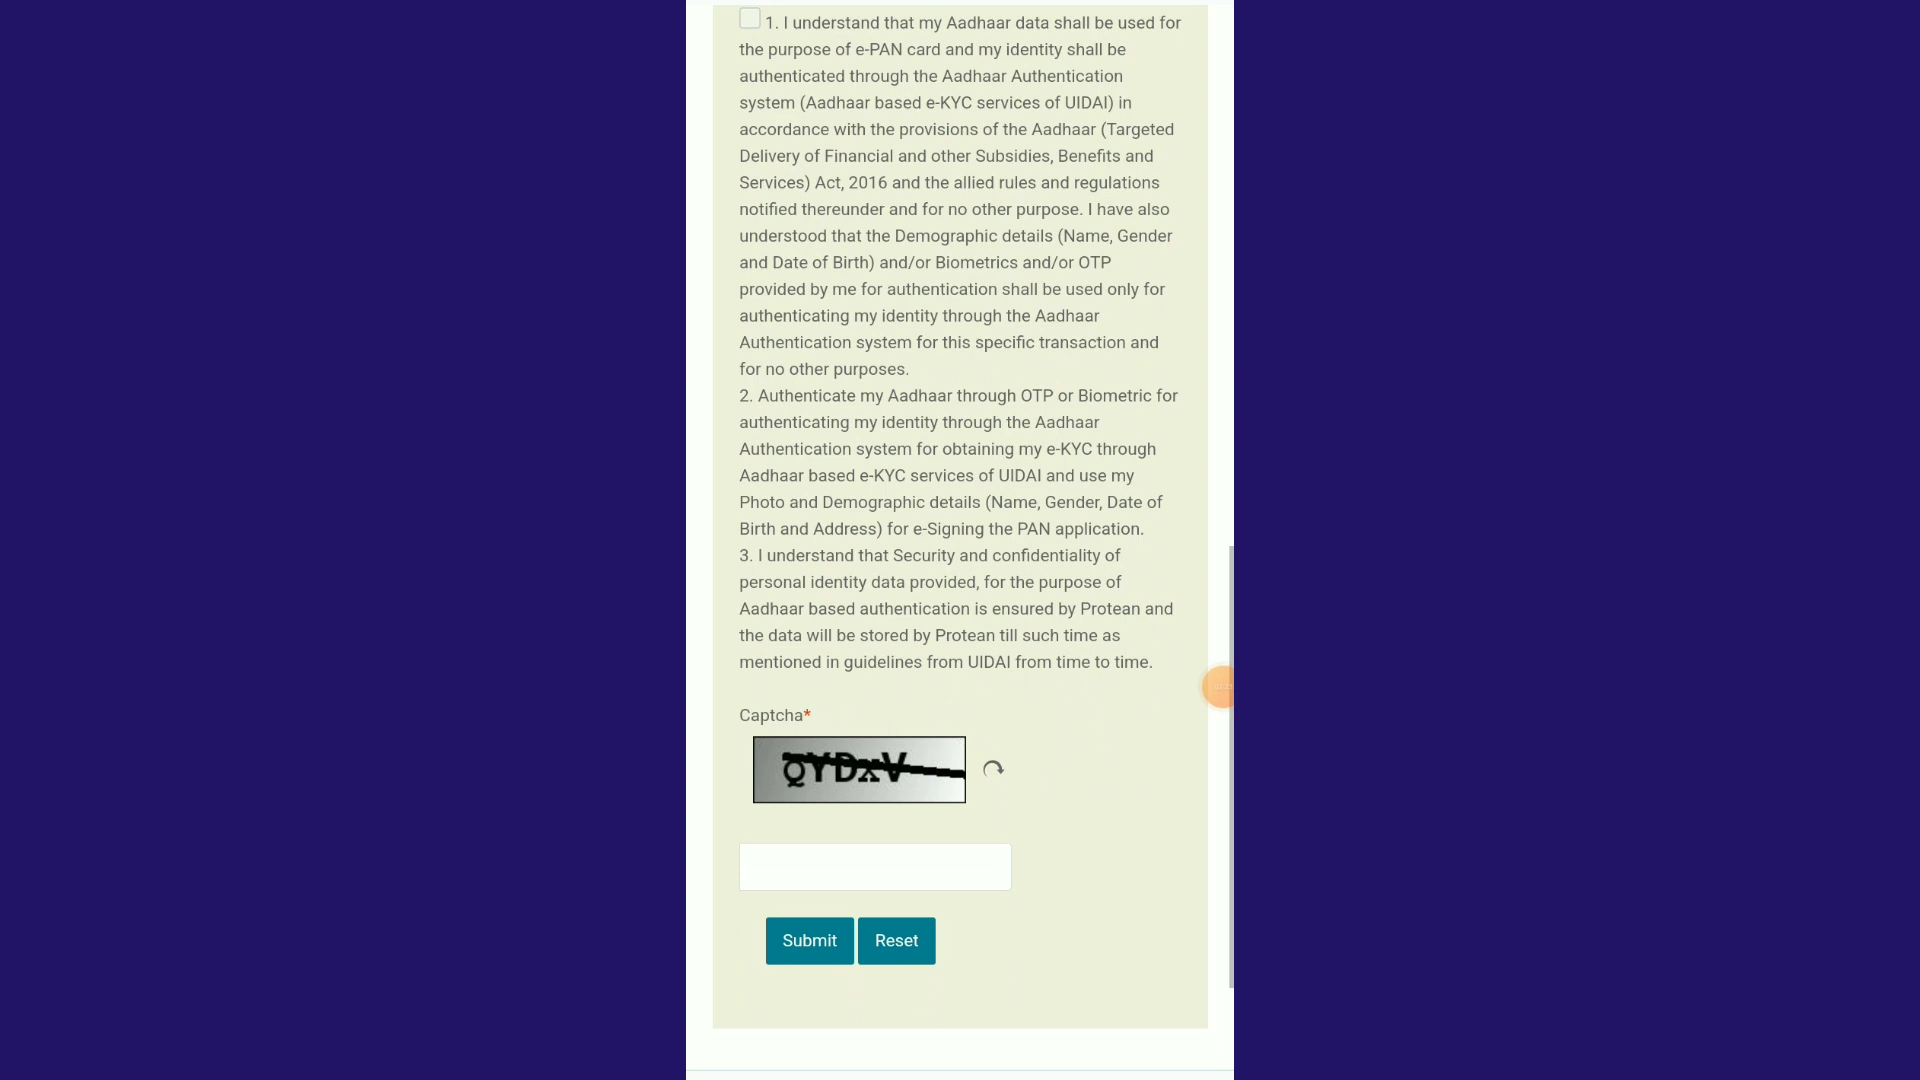 1. I understand that my Aadhaar data shall be used for
the purpose of e-PAN card and my identity shall be
authenticated through the Aadhaar Authentication
system (Aadhaar based e-KYC services of UIDAI) in
accordance with the provisions of the Aadhaar (Targeted
Delivery of Financial and other Subsidies, Benefits and
Services) Act, 2016 and the allied rules and regulations
notified thereunder and for no other purpose. I have also
understood that the Demographic details (Name, Gender
and Date of Birth) and/or Biometrics and/or OTP
provided by me for authentication shall be used only for
authenticating my identity through the Aadhaar
Authentication system for this specific transaction and
for no other purposes.
2. Authenticate my Aadhaar through OTP or Biometric for
authenticating my identity through the Aadhaar
Authentication system for obtaining my e-KYC through
Aadhaar based e-KYC services of UIDAI and use my
Photo and Demographic details (Name, Gender, Date of
Birth and Address) for e-Signing the PAN application.
3. I understand that Security and confidentiality of
personal identity data provided, for the purpose of
Aadhaar based authentication is ensured by Protean and
the data will be stored by Protean till such time as
mentioned in guidelines from UIDAI from time to time.
Captcha*
QYDxV
Submit Reset